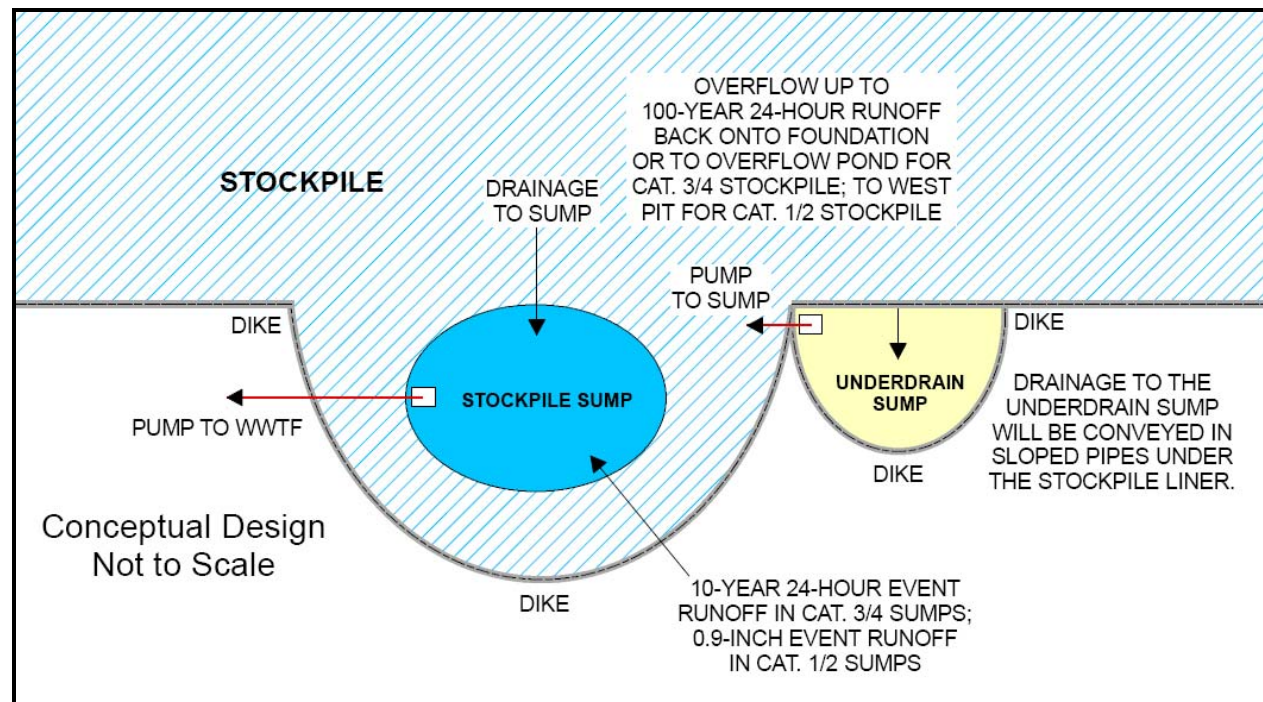 OVERFLOW UP TO
100-YEAR 24-HOUR RUNOFF
BACK ONTO FOUNDATION
OR TO OVERFLOW POND FOR
CAT. 3/4 STOCKPILE; TO WEST
PIT FOR CAT. 1/2 STOCKPILE
STOCKPILE
DRAINAGE
TO SUMP
PUMP
TO SUMP
DIKE
DIKE
STOCKPILE SUMP
UNDERDRAIN
SUMP
DRAINAGE TO THE
UNDERDRAIN SUMP
WILL BE CONVEYED IN
SLOPED PIPES UNDER
THE STOCKPILE LINER.
PUMP TO WWTF
DIKE
Conceptual Design
Not to Scale
DIKE
10-YEAR 24-HOUR EVENT
RUNOFF IN CAT. 3/4 SUMPS;
0.9-INCH EVENT RUNOFF
IN CAT. 1/2 SUMPS